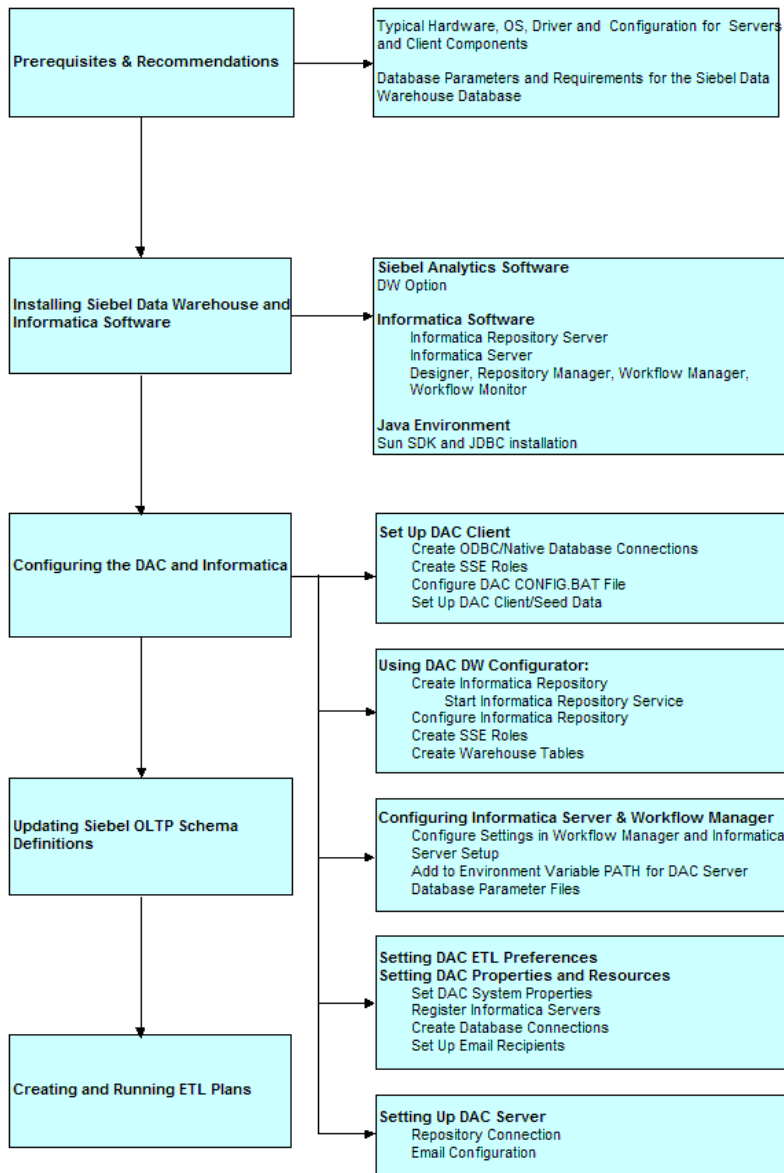 Prerequisites & Recommendations
Typical Hardware, OS, Driver and Configuration for Servers
and Client Components
Database Parameters and Requirements for the Siebel Data
Warehouse Database
Installing Siebel Data Warehouse and
Informatica Software
Siebel Analytics Software
DW Option
Informatica Software
Informatica Repository Server
Informatica Server
Designer, Repository Manager, Workflow Manager,
Workflow Monitor
Java Environment
Sun SDK and JDBC installation
Configuring the DAC and Informatica
Set Up DAC Client
Create ODBC/Native Database Connections
Create SSE Roles
Configure DAC CONFIG.BAT File
Set Up DAC Client/Seed Data
Using DAC DW Configurator:
Create Informatica Repository
Start Informatica Repository Service
Configure Informatica Repository
Create SSE Roles
Create Warehouse Tables
Updating Siebel OLTP Schema
Definitions
Configuring Informatica Server & Workflow Manager
Configure Settings in Workflow Manager and Informatica
Server Setup
Add to Environment Variable PATH for DAC Server
Database Parameter Files
Setting DAC ETL Preferences
Setting DAC Properties and Resources
Set DAC System Properties
Register Informatica Servers
Create Database Connections
Set Up Email Recipients
Creating and Running ETL Plans
Setting Up DAC Server
Repository Connection
Email Configuration